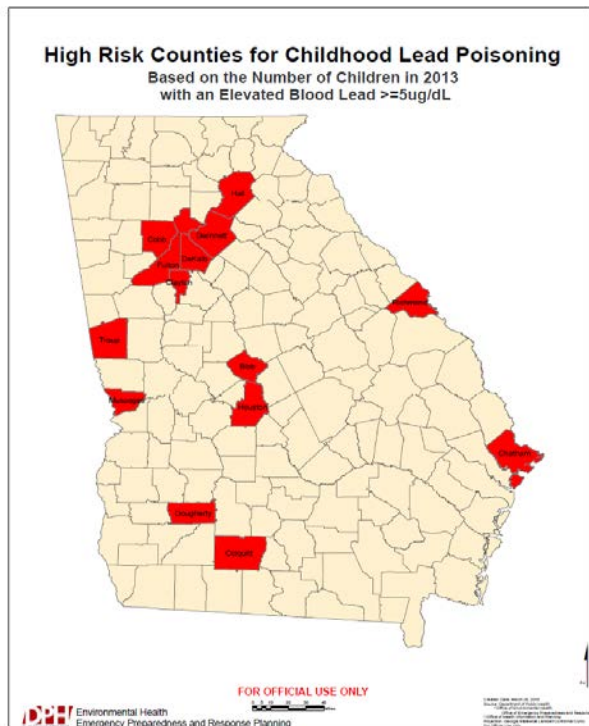 High Risk Counties for Childhood Lead Poisoning
Based on the Number of Children in 2013
with an Elevated Blood Lead >=5ug/dL
Hall
Cobb
Gwinnett
Fulton
DeKalb
Clayton
Richmond
Troup
Bibb
Muscogee
Houston
Chatham
Dougherty
Colquitt
FOR OFFICIAL USE ONLY
DPH
Environmental Health
Emergency Preparedness and Response Planning